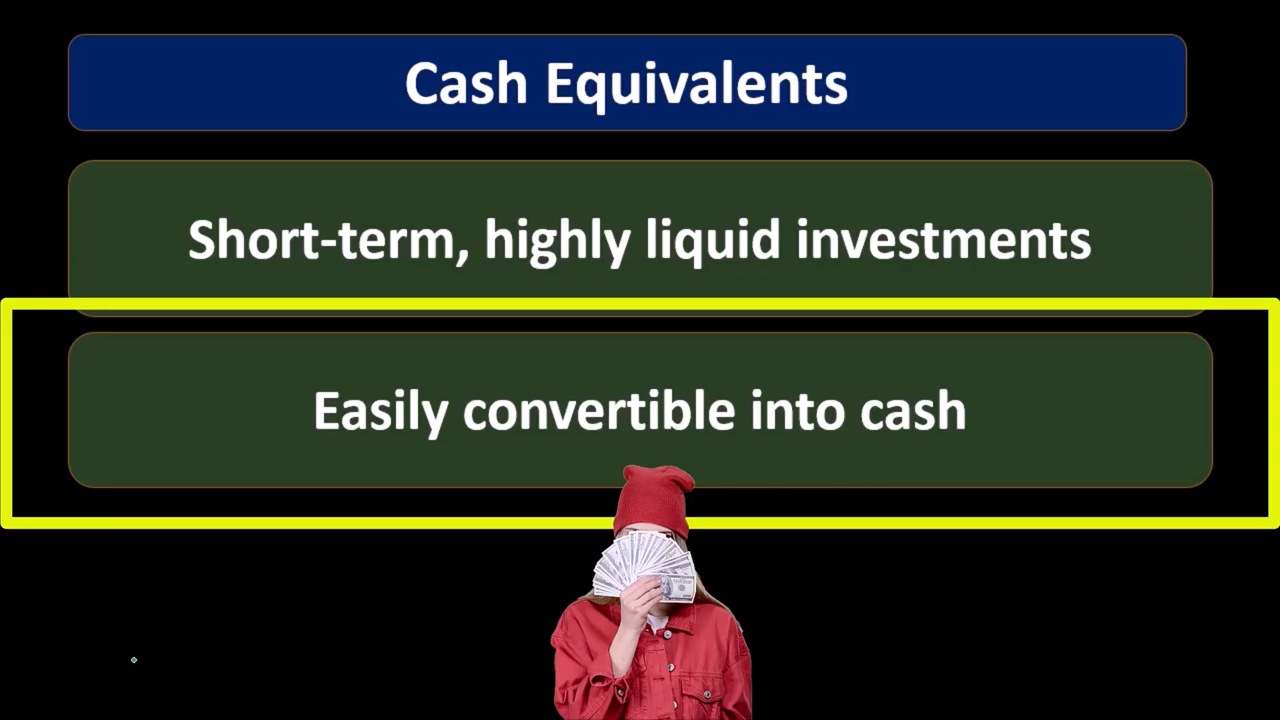 Cash Equivalents
Short-term, highly liquid investments
Easily convertible into cash